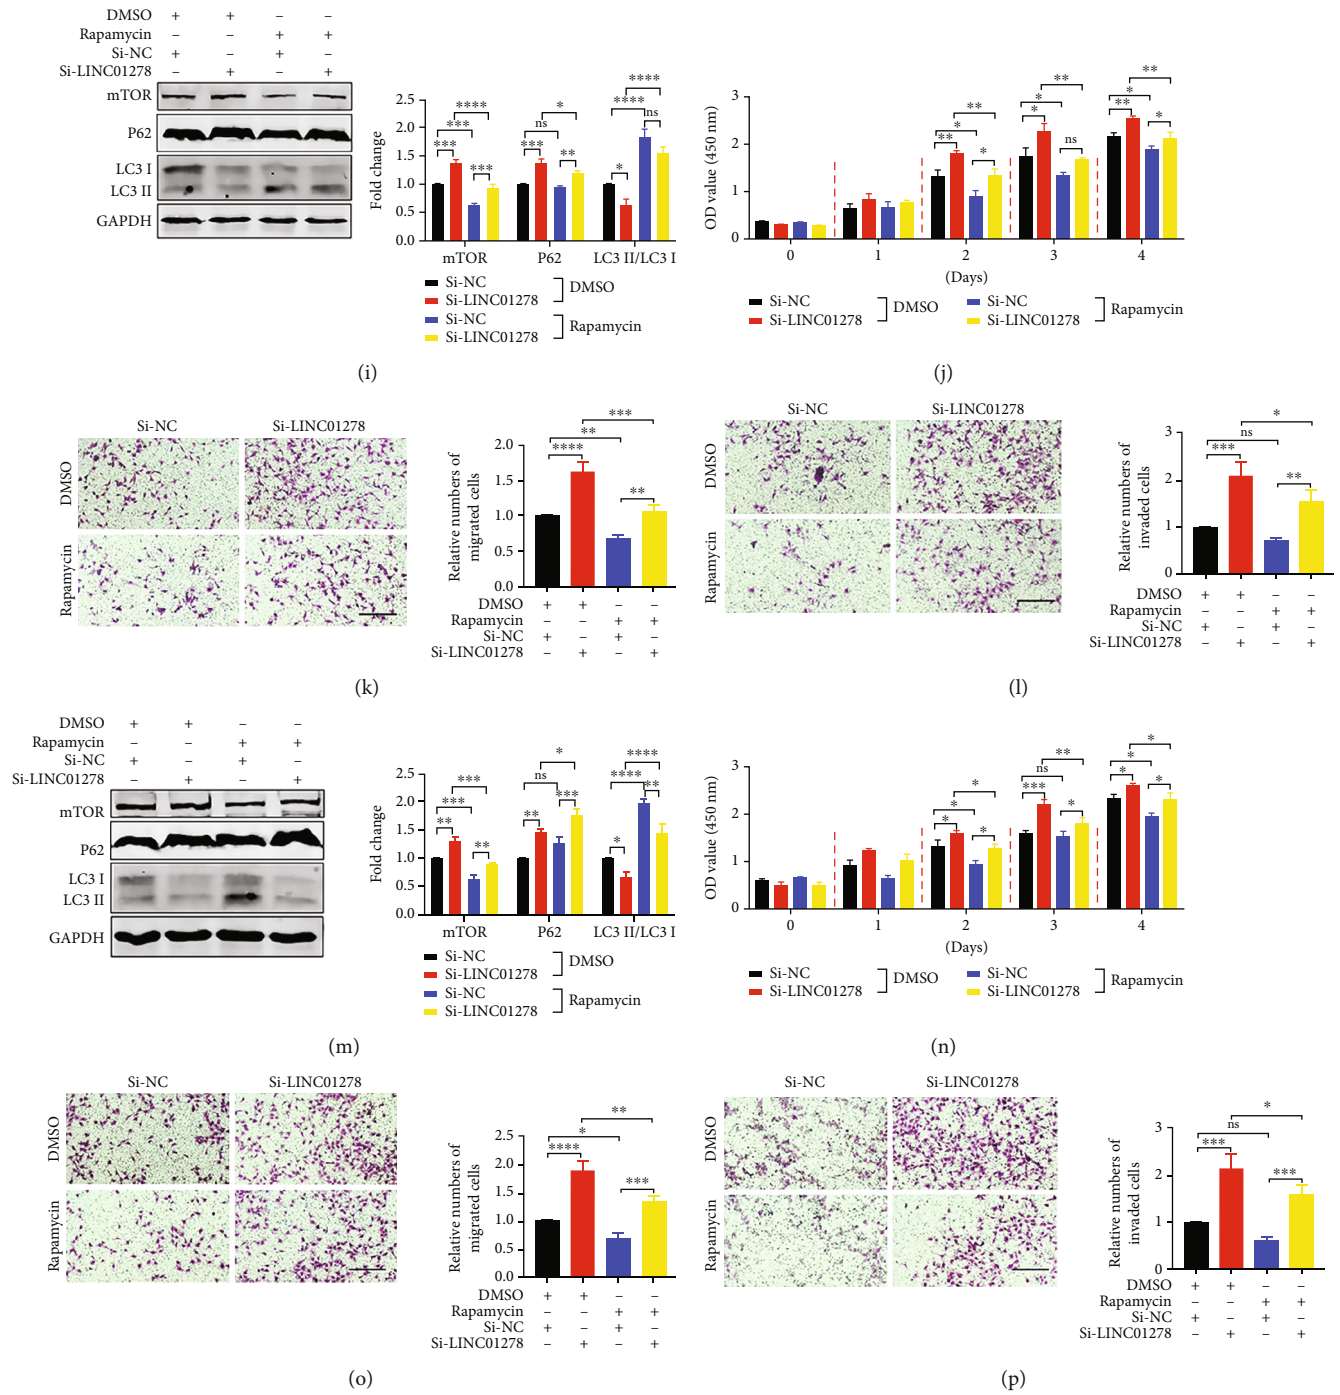 DMSO + + – –
Rapamycin – – + +
Si-NC + – + –
Si-LINC01278 – + – +
mTOR
P62
LC3 I
LC3 II
GAPDH
Fold change
2.5
2.0
1.5
1.0
0.5
0.0
*** *** **** ***
*** ns * **
* **** **** ns
mTOR P62 LC3 II/LC3 I
Si-NC
Si-LINC01278
DMSO
Si-NC
Si-LINC01278
Rapamycin
(i)
OD value (450 nm)
3
2
1
0
** * ** *
* * ** ns
** * ** *
0 1 2 3 4
(Days)
Si-NC
Si-LINC01278
DMSO
Si-NC
Si-LINC01278
Rapamycin
(j)
Si-NC Si-LINC01278
DMSO
Rapamycin
Relative numbers of
migrated cells
2.0
1.5
1.0
0.5
0.0
***
**
****
**
DMSO + + – –
Rapamycin – – + +
Si-NC + – + –
Si-LINC01278 – + – +
(k)
Si-NC Si-LINC01278
DMSO
Rapamycin
Relative numbers of
invaded cells
3
2
1
0
*
ns
***
**
DMSO + + – –
Rapamycin – – + +
Si-NC + – + –
Si-LINC01278 – + – +
(l)
DMSO + + – –
Rapamycin – – + +
Si-NC + – + –
Si-LINC01278 – + – +
mTOR
P62
LC3 I
LC3 II
GAPDH
Fold change
2.5
2.0
1.5
1.0
0.5
0.0
** *** *** **
** ns * ***
* **** **** **
mTOR P62 LC3 II/LC3 I
Si-NC
Si-LINC01278
DMSO
Si-NC
Si-LINC01278
Rapamycin
(m)
OD value (450 nm)
3
2
1
0
* * * *
*** ns ** *
* * * *
0 1 2 3 4
(Days)
Si-NC
Si-LINC01278
DMSO
Si-NC
Si-LINC01278
Rapamycin
(n)
Si-NC Si-LINC01278
DMSO
Rapamycin
Relative numbers of
migrated cells
2.5
2.0
1.5
1.0
0.5
0.0
**
*
****
***
DMSO + + – –
Rapamycin – – + +
Si-NC + – + –
Si-LINC01278 – + – +
(o)
Si-NC Si-LINC01278
DMSO
Rapamycin
Relative numbers of
invaded cells
3
2
1
0
*
ns
***
***
DMSO + + – –
Rapamycin – – + +
Si-NC + – + –
Si-LINC01278 – + – +
(p)